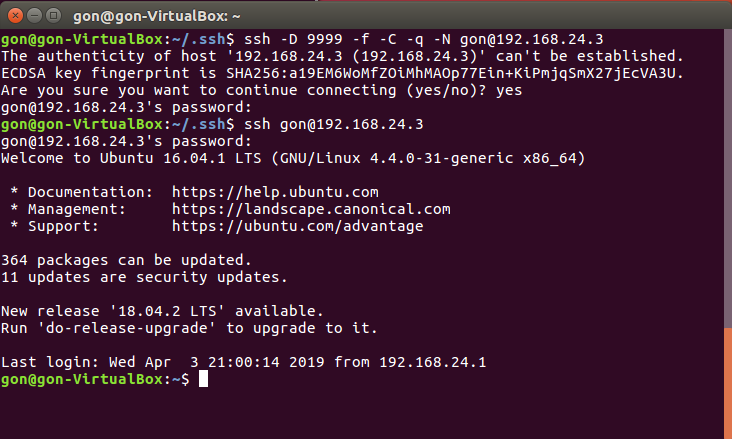 gon@gon-VirtualBox: ~
gon@gon-VirtualBox:~/.ssh$ ssh -D 9999 -f -C -q -N gon@192.168.24.3
The authenticity of host '192.168.24.3 (192.168.24.3)' can't be established.
ECDSA key fingerprint is SHA256:a19EM6WoMfZOiMhMAOp77Ein+KiPmjqSmX27jEcVA3U.
Are you sure you want to continue connecting (yes/no)? yes
gon@192.168.24.3's password:
gon@gon-VirtualBox:~/.ssh$ ssh gon@192.168.24.3
gon@192.168.24.3's password:
Welcome to Ubuntu 16.04.1 LTS (GNU/Linux 4.4.0-31-generic x86_64)
 * Documentation:  https://help.ubuntu.com
 * Management:     https://landscape.canonical.com
 * Support:        https://ubuntu.com/advantage
364 packages can be updated.
11 updates are security updates.
New release '18.04.2 LTS' available.
Run 'do-release-upgrade' to upgrade to it.
Last login: Wed Apr  3 21:00:14 2019 from 192.168.24.1
gon@gon-VirtualBox:~$